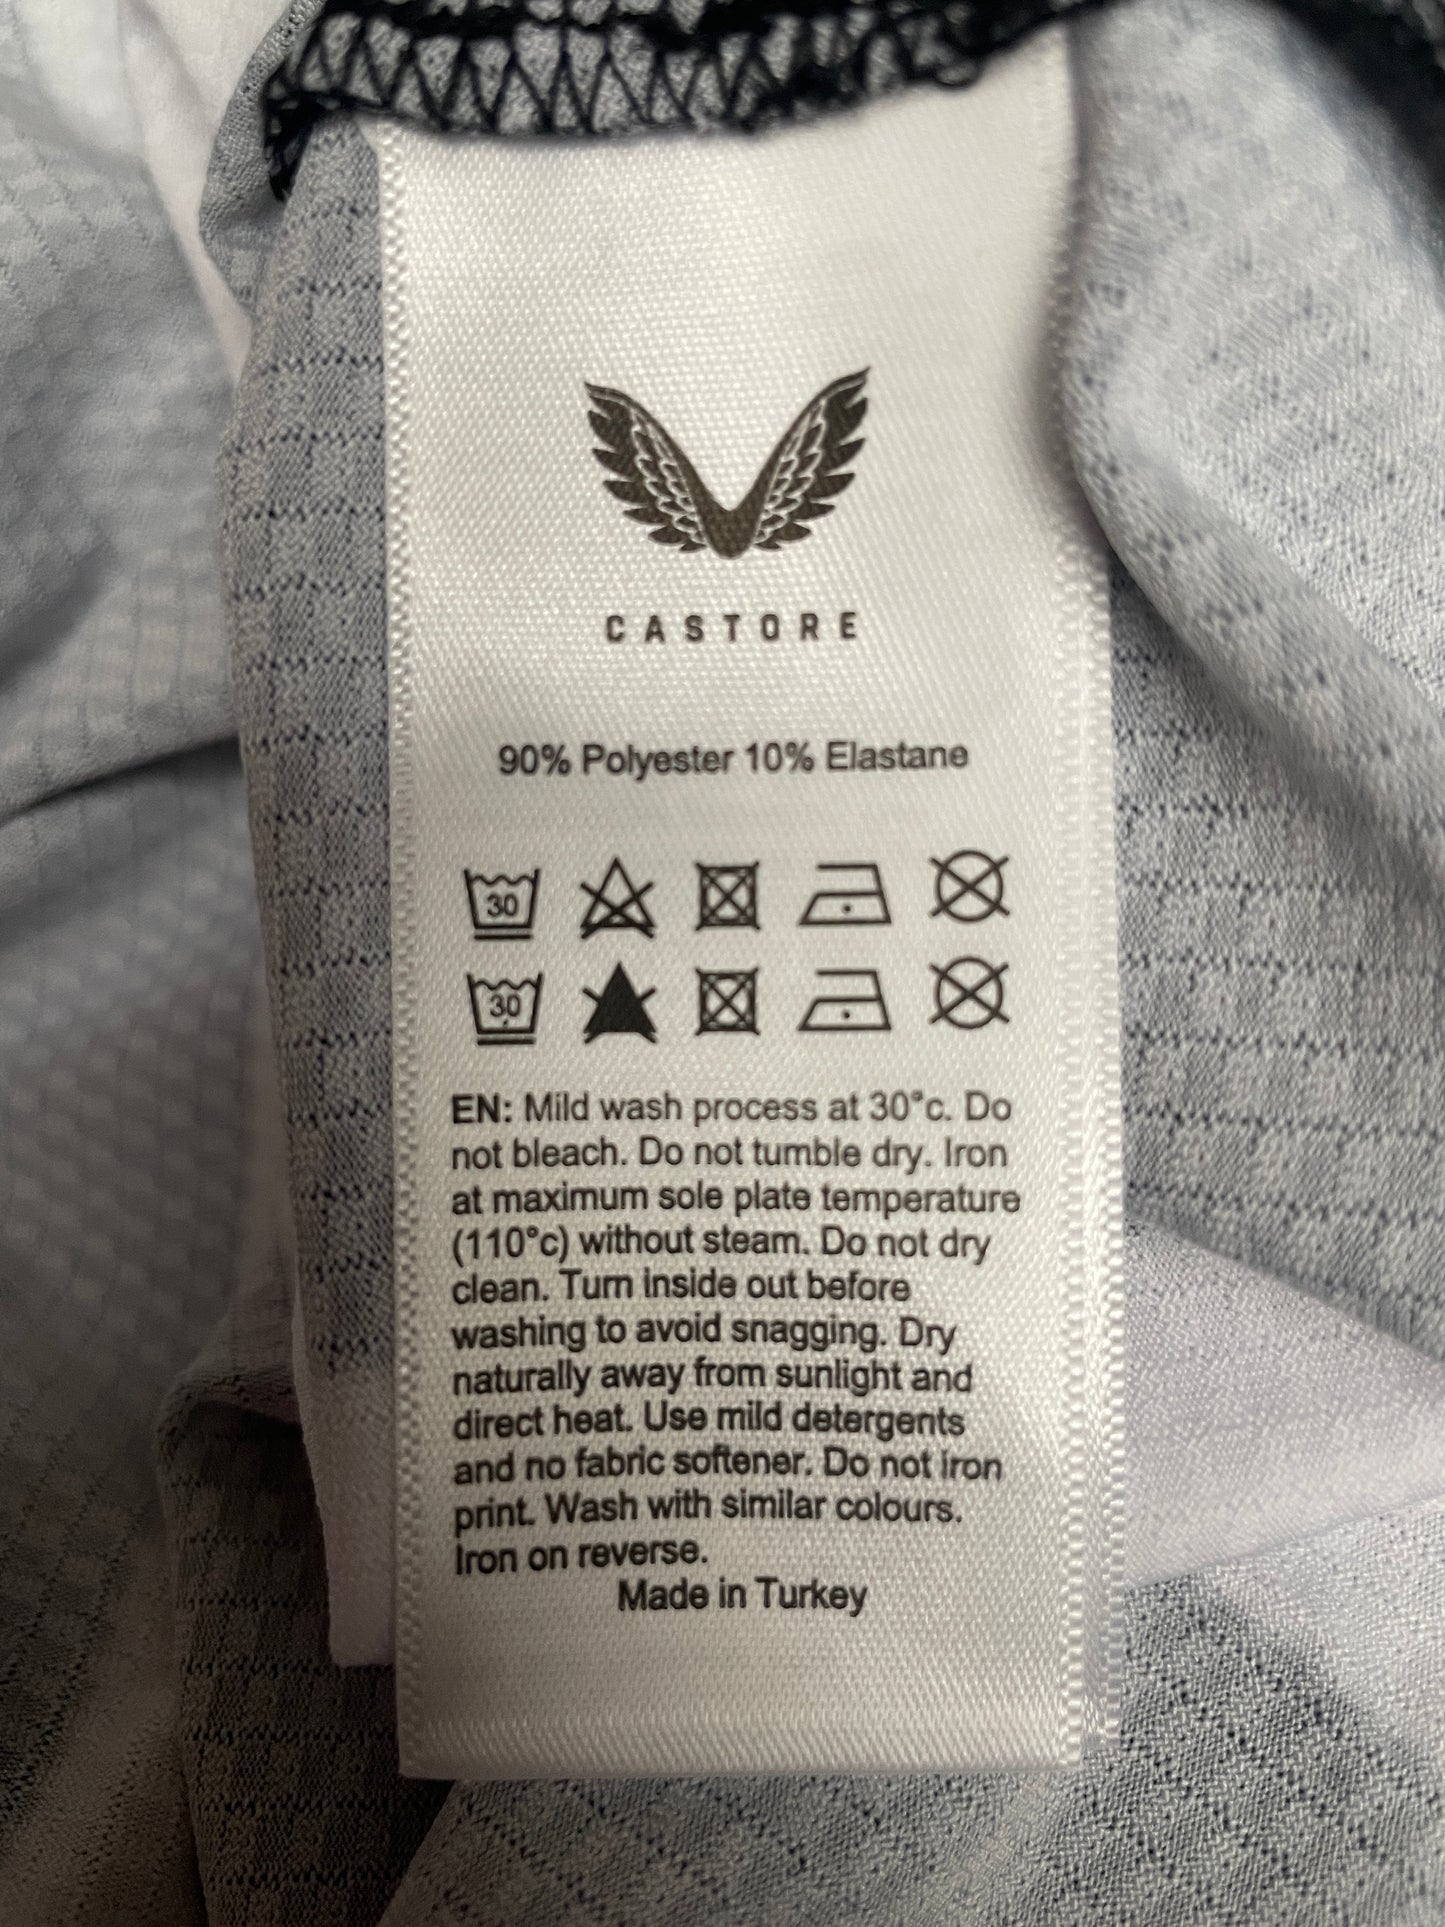 CASTORE
90% Polyester 10% Elastane
30
30
EN: Mild wash process at 30°c. Do
not bleach. Do not tumble dry. Iron
at maximum sole plate temperature
(110°c) without steam. Do not dry
clean. Turn inside out before
washing to avoid snagging. Dry
naturally away from sunlight and
direct heat. Use mild detergents
and no fabric softener. Do not iron
print. Wash with similar colours.
Iron on reverse.
Made in Turkey